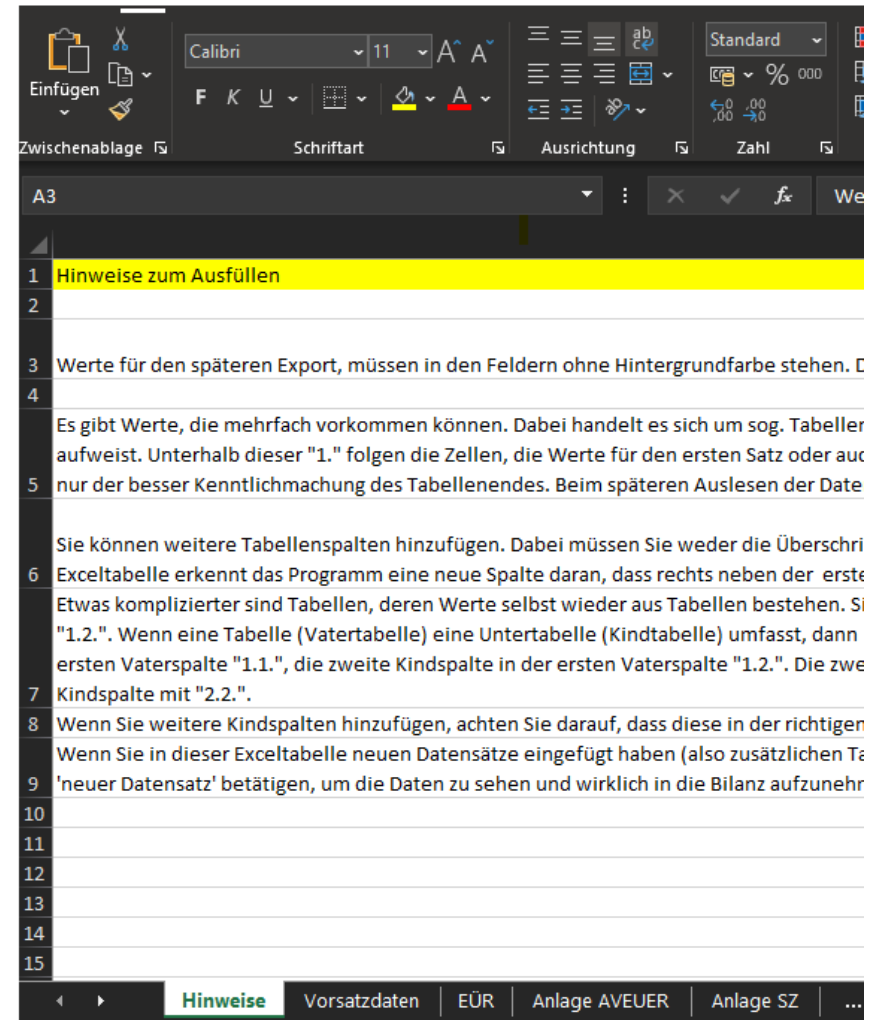 Calibri
11
Standard
Einfügen
F K U
% 000
Zwischenablage
Schriftart
Ausrichtung
Zahl
A3
fx
We
1 Hinweise zum Ausfüllen
2
3 Werte für den späteren Export, müssen in den Feldern ohne Hintergrundfarbe stehen. D
4
Es gibt Werte, die mehrfach vorkommen können. Dabei handelt es sich um sog. Tabellen
aufweist. Unterhalb dieser "1." folgen die Zellen, die Werte für den ersten Satz oder auc
5 nur der besser Kenntlichmachung des Tabellenendes. Beim späteren Auslesen der Date
Sie können weitere Tabellenspalten hinzufügen. Dabei müssen Sie weder die Überschri
6 Exceltabelle erkennt das Programm eine neue Spalte daran, dass rechts neben der erste
Etwas komplizierter sind Tabellen, deren Werte selbst wieder aus Tabellen bestehen. Si
"1.2.". Wenn eine Tabelle (Vatertabelle) eine Untertabelle (Kindtabelle) umfasst, dann
ersten Vaterspalte "1.1.", die zweite Kindspalte in der ersten Vaterspalte "1.2.". Die zwe
7 Kindspalte mit "2.2.".
8 Wenn Sie weitere Kindspalten hinzufügen, achten Sie darauf, dass diese in der richtigen
Wenn Sie in dieser Exceltabelle neuen Datensätze eingefügt haben (also zusätzlichen Ta
9 'neuer Datensatz' betätigen, um die Daten zu sehen und wirklich in die Bilanz aufzunehm
10
11
12
13
14
15
Hinweise
Vorsatzdaten
EÜR
Anlage AVEUER
Anlage SZ
...